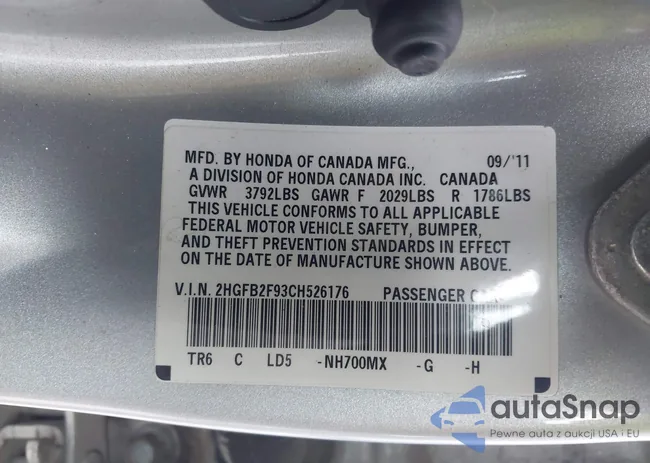 MFD. BY HONDA OF CANADA MFG., 09/'11
A DIVISION OF HONDA CANADA INC. CANADA
GVWR 3792LBS GAWR F 2029LBS R 1786LBS
THIS VEHICLE CONFORMS TO ALL APPLICABLE
FEDERAL MOTOR VEHICLE SAFETY, BUMPER,
AND THEFT PREVENTION STANDARDS IN EFFECT
ON THE DATE OF MANUFACTURE SHOWN ABOVE.
V.I.N. 2HGFB2F93CH526176 PASSENGER
TR6 C LD5 -NH700MX -G -H
autaSnap
Pewne auta z aukcji USA i EU